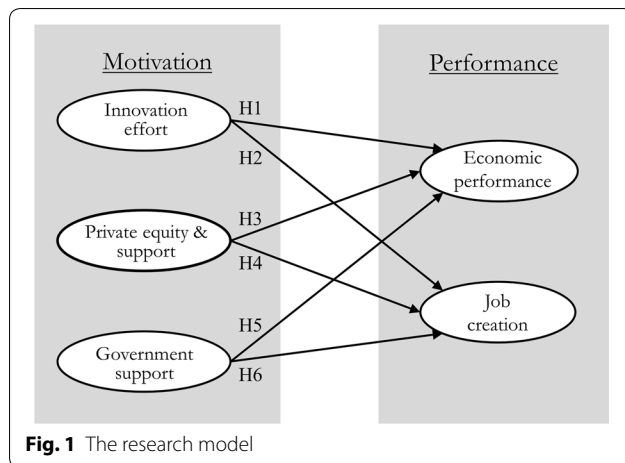 Motivation
Performance
Innovation
effort
H1
H2
Economic
performance
Private equity &
support
H3
H4
Job
creation
Government
support
H5
H6
Fig. 1 The research model